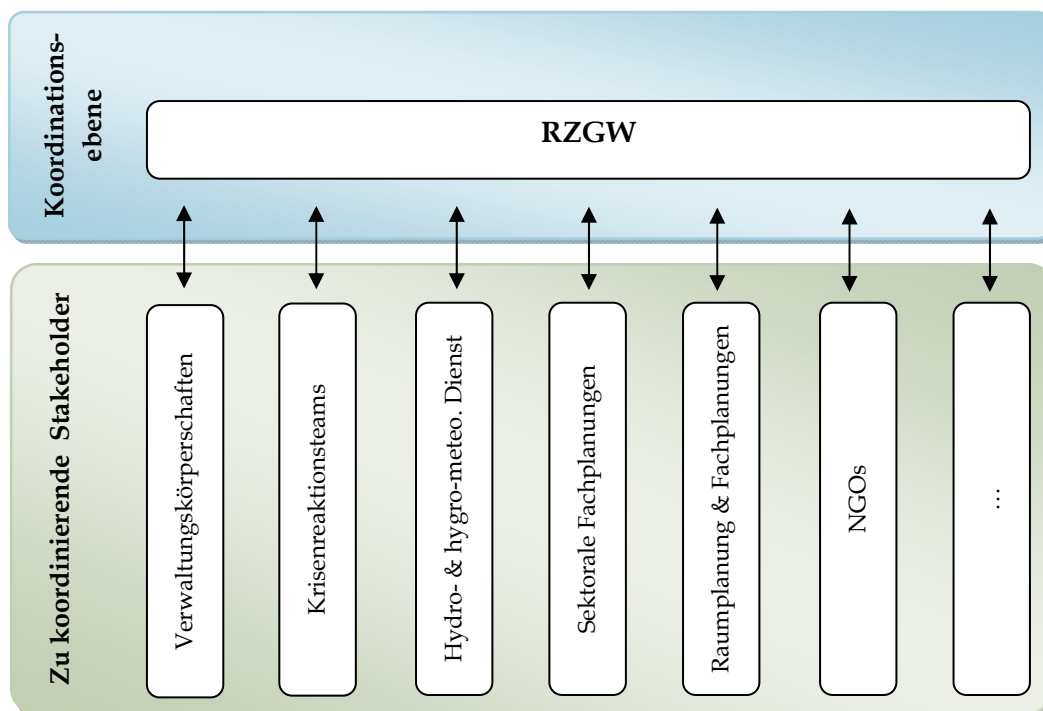 Koordinations-
ebene
RZGW
Zu koordinierende Stakeholder
Verwaltungskörperschaften
Krisenreaktionsteams
Hydro- & hygro-meteo. Dienst
Sektorale Fachplanungen
Raumplanung & Fachplanungen
NGOs
…